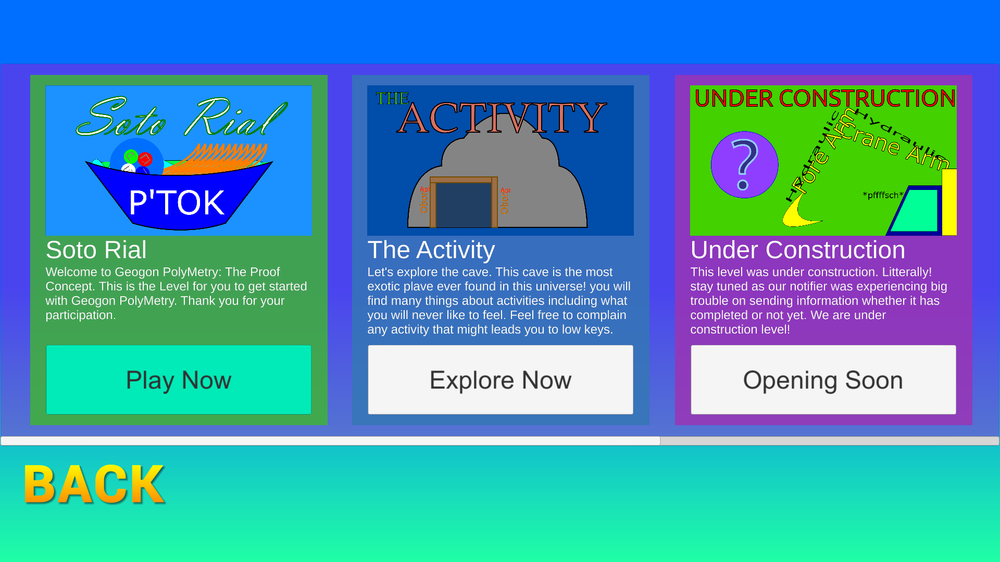 Soto Rial
P'TOK
Soto Rial
Welcome to Geogon PolyMetry: The Proof
Concept. This is the Level for you to get started
with Geogon PolyMetry. Thank you for your
participation.
Play Now
THE
ACTIVITY
Api
Obor
Api
Obor
The Activity
Let's explore the cave. This cave is the most
exotic plave ever found in this universe! you will
find many things about activities including what
you will never like to feel. Feel free to complain
any activity that might leads you to low keys.
Explore Now
UNDER CONSTRUCTION
?
Hydraulic
Fore Arm
Hydraulic
Crane Arm
*pffffsch*
Under Construction
This level was under construction. Litterally!
stay tuned as our notifier was experiencing big
trouble on sending information whether it has
completed or not yet. We are under
construction level!
Opening Soon
BACK